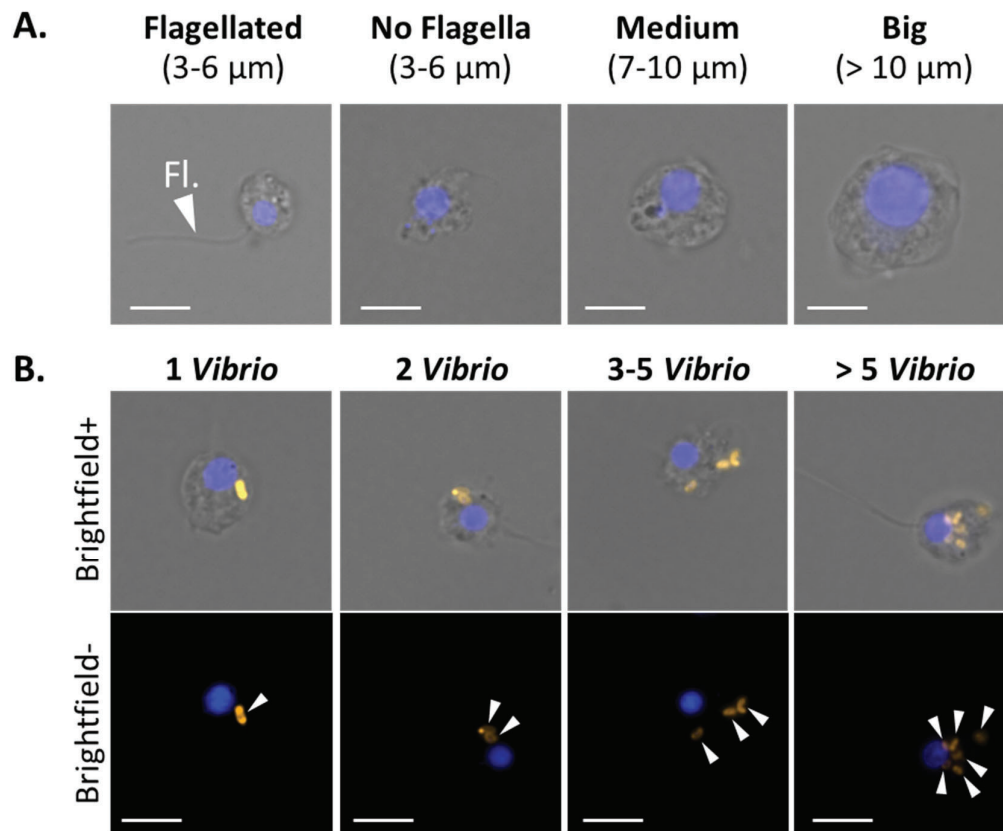 A.
Flagellated
(3-6 µm)
No Flagella
(3-6 µm)
Medium
(7-10 µm)
Big
(> 10 µm)
Fl.
B.
1 Vibrio
2 Vibrio
3-5 Vibrio
> 5 Vibrio
Brightfield+
Brightfield-